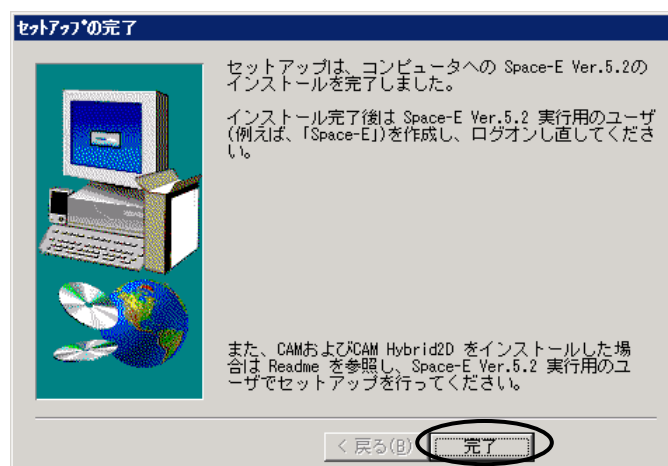 ｾｯﾄｱｯﾌﾟの完了
セットアップは、コンピュータへの Space-E Ver.5.2の
インストールを完了しました。
インストール完了後は Space-E Ver.5.2 実行用のユーザ
(例えば、「Space-E」)を作成し、ログオンし直してくださ
い。
また、CAMおよびCAM Hybrid2D をインストールした場
合は Readme を参照し、Space-E Ver.5.2 実行用のユ
ーザでセットアップを行ってください。
< 戻る(B)
完了